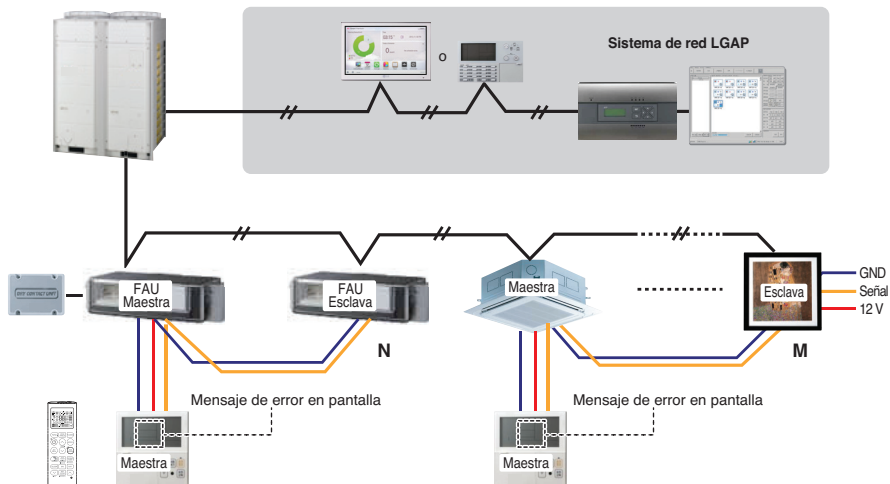 Sistema de red LGAP
o
FAU
Maestra
FAU
Esclava
Maestra
Esclava
GND
Señal
12 V
N
M
Mensaje de error en pantalla
Mensaje de error en pantalla
Maestra
Maestra